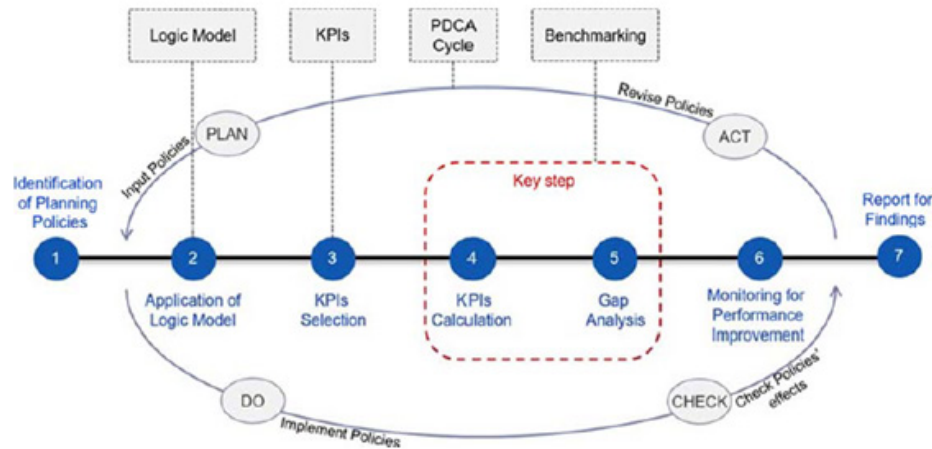 Logic Model
KPIs
PDCA
Cycle
Benchmarking
Input Policies
PLAN
Revise Policies
ACT
Key step
Identification
of Planning
Policies
Report for
Findings
1
2
3
4
5
6
7
Application of
Logic Model
KPIs
Selection
KPIs
Calculation
Gap
Analysis
Monitoring for
Performance
Improvement
DO
Implement Policies
CHECK
Check Policies'
effects